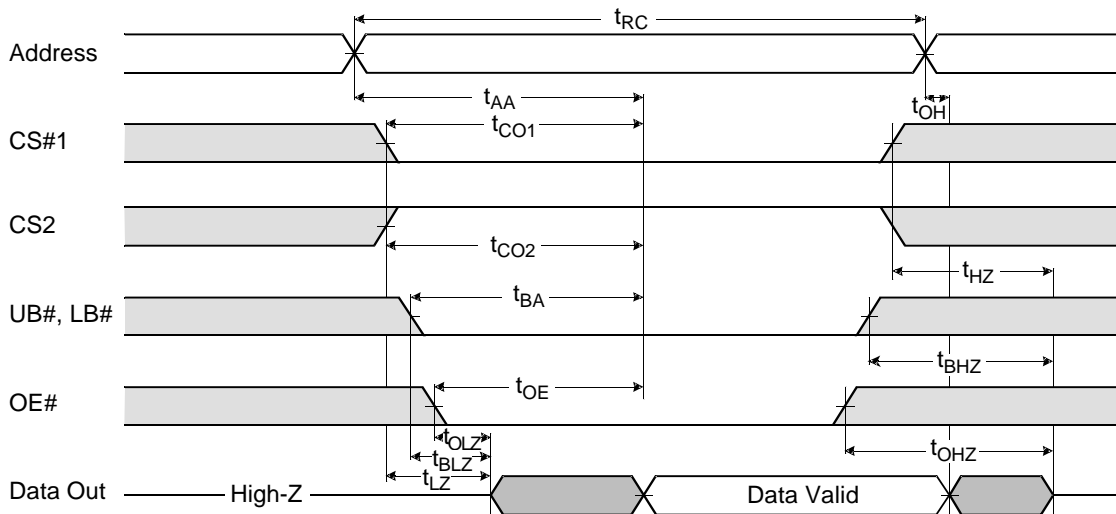 tRC
Address
tAA
tOH
CS#1
tCO1
CS2
tCO2
tHZ
UB#, LB#
tBA
tBHZ
OE#
tOE
tOLZ
tOHZ
tBLZ
tLZ
Data Out
High-Z
Data Valid